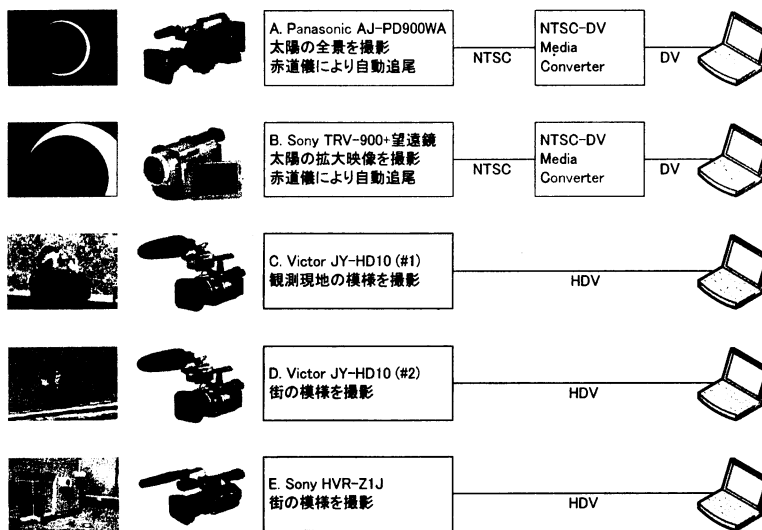 A. Panasonic AJ-PD900WA
太陽の全景を撮影
赤道儀により自動追尾
NTSC
NTSC-DV
Media
Converter
DV
B. Sony TRV-900+望遠鏡
太陽の拡大映像を撮影
赤道儀により自動追尾
NTSC
NTSC-DV
Media
Converter
DV
C. Victor JY-HD10 (#1)
観測現地の模様を撮影
HDV
D. Victor JY-HD10 (#2)
街の模様を撮影
HDV
E. Sony HVR-Z1J
街の模様を撮影
HDV